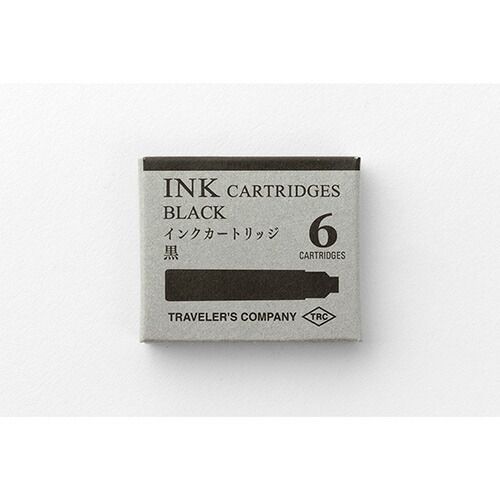 INK CARTRIDGES
BLACK
インクカートリッジ
黒
6
CARTRIDGES
TRAVELER'S COMPANY
TRC